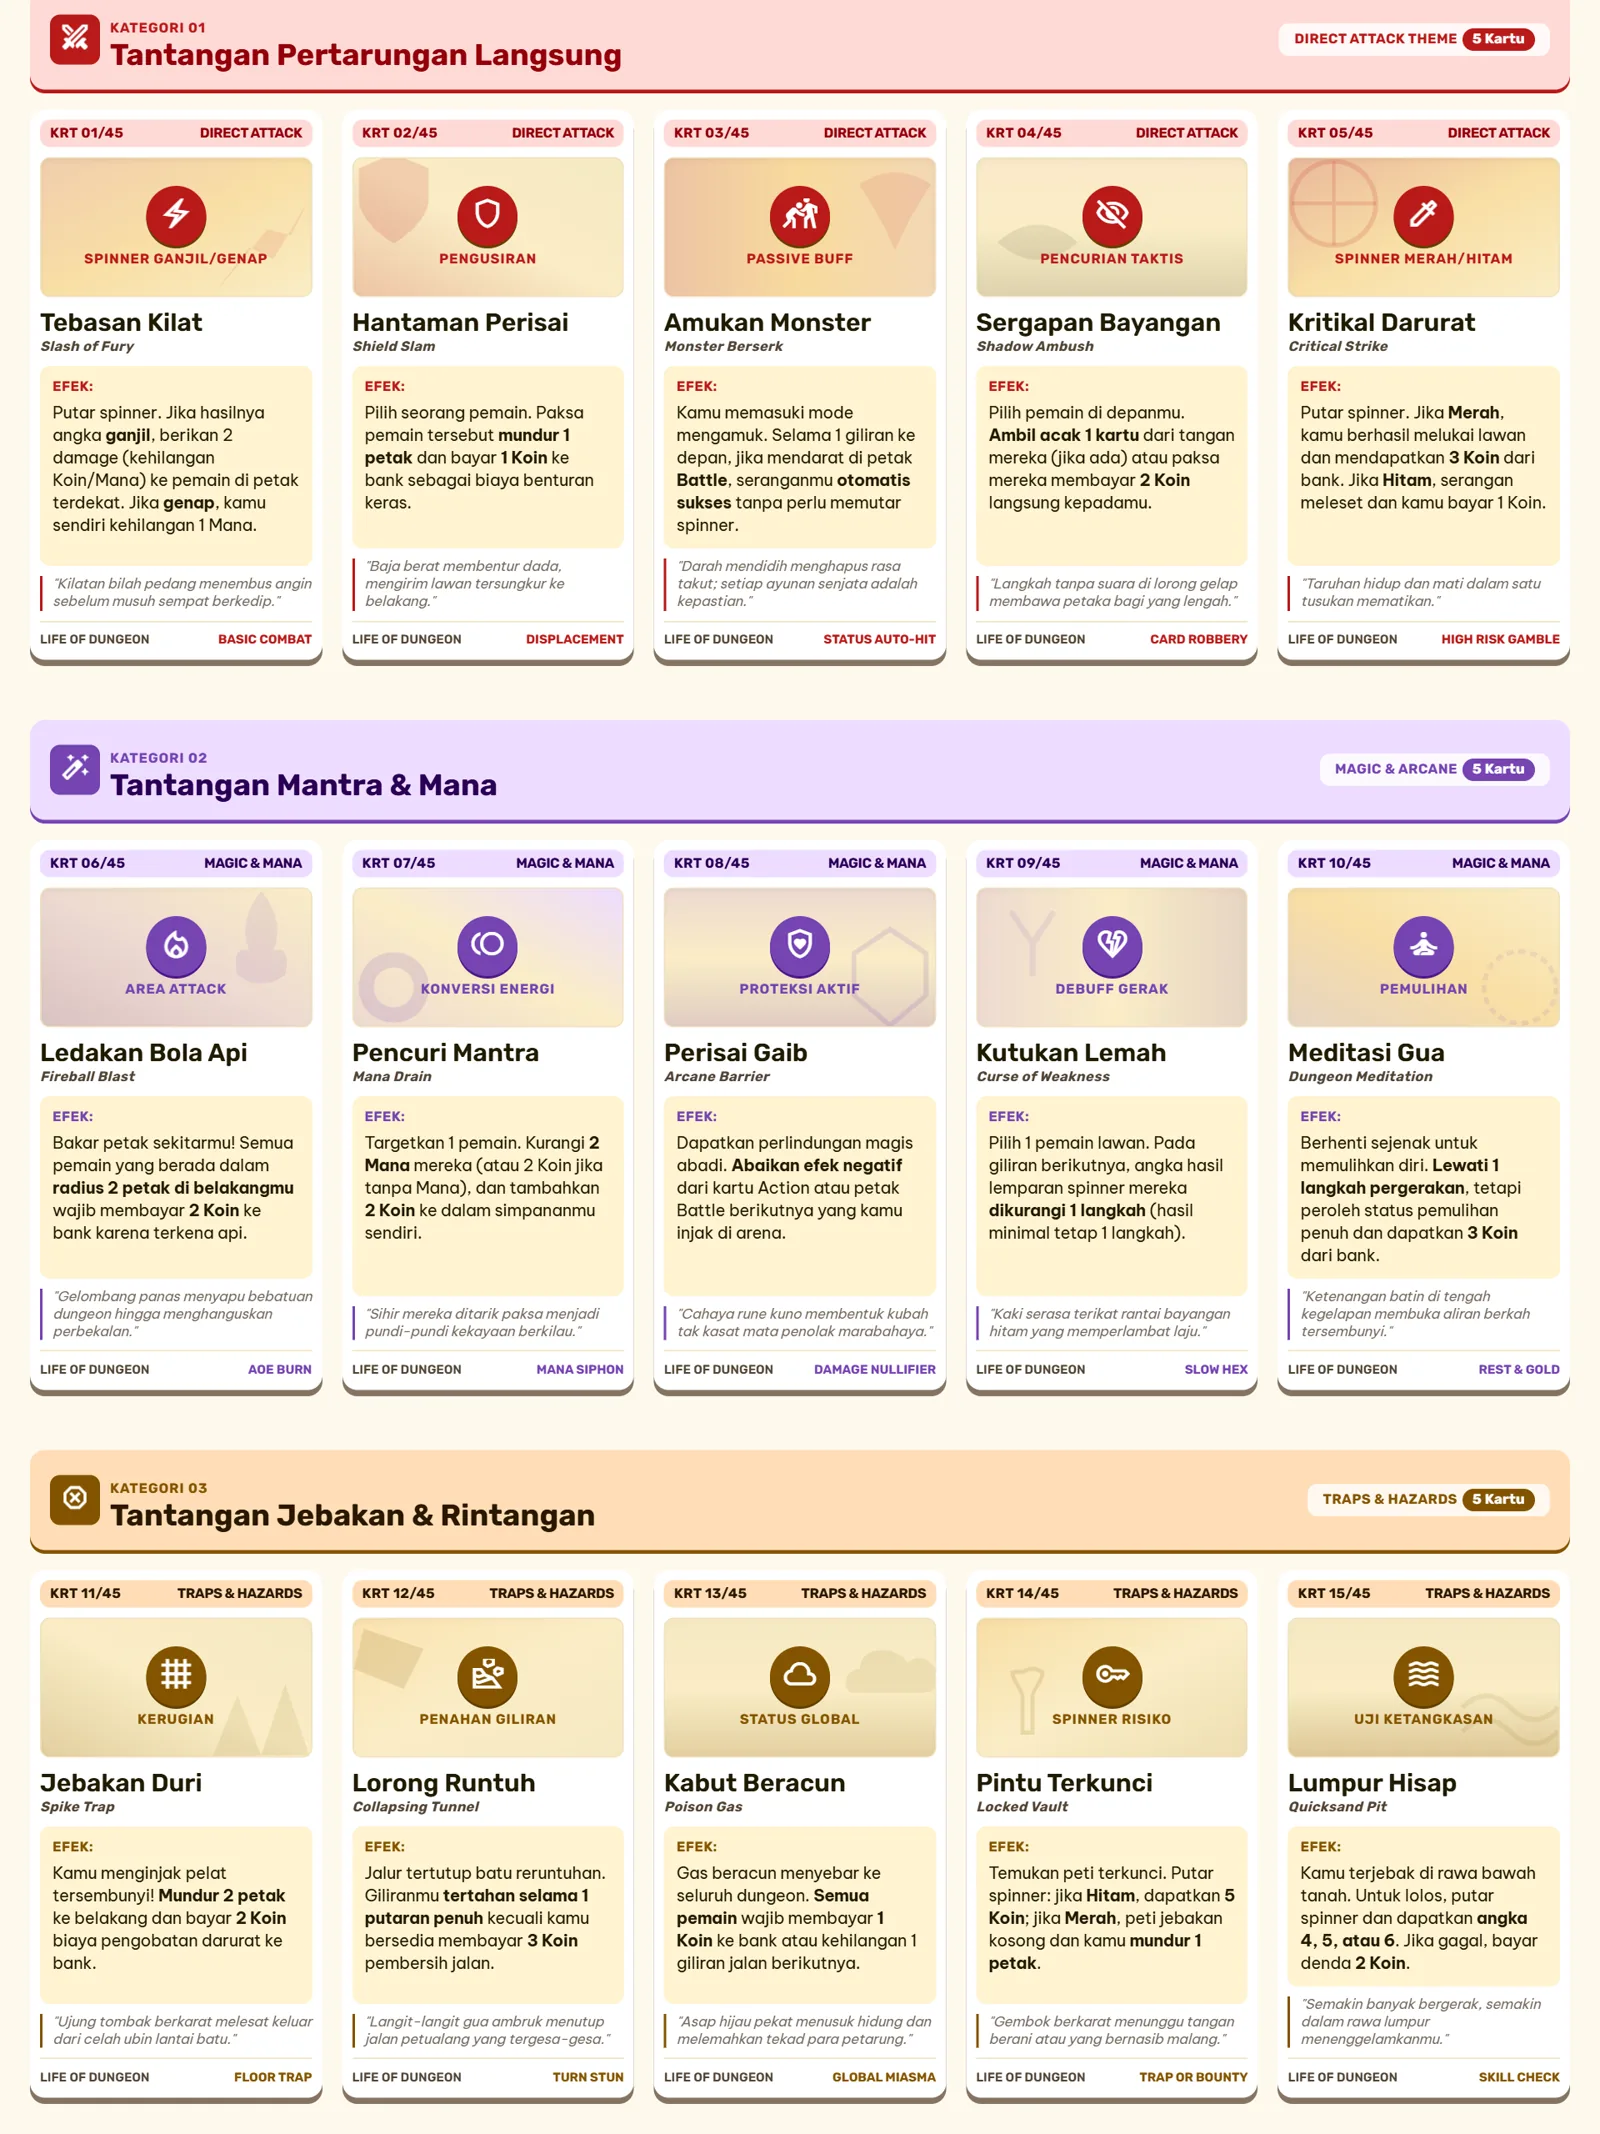 KATEGORI 01
Tantangan Pertarungan Langsung
DIRECT ATTACK THEME 5 Kartu
KRT 01/45 DIRECT ATTACK
SPINNER GANJIL/GENAP
Tebasan Kilat
Slash of Fury
EFEK:
Putar spinner. Jika hasilnya
angka ganjil, berikan 2
damage (kehilangan
Koin/Mana) ke pemain di petak
terdekat. Jika genap, kamu
sendiri kehilangan 1 Mana.
"Kilatan bilah pedang menembus angin
sebelum musuh sempat berkedip."
LIFE OF DUNGEON BASIC COMBAT
KRT 02/45 DIRECT ATTACK
PENGUSIRAN
Hantaman Perisai
Shield Slam
EFEK:
Pilih seorang pemain. Paksa
pemain tersebut mundur 1
petak dan bayar 1 Koin ke
bank sebagai biaya benturan
keras.
"Baja berat membentur dada,
mengirim lawan tersungkur ke
belakang."
LIFE OF DUNGEON DISPLACEMENT
KRT 03/45 DIRECT ATTACK
PASSIVE BUFF
Amukan Monster
Monster Berserk
EFEK:
Kamu memasuki mode
mengamuk. Selama 1 giliran ke
depan, jika mendarat di petak
Battle, seranganmu otomatis
sukses tanpa perlu memutar
spinner.
"Darah mendidih menghapus rasa
takut; setiap ayunan senjata adalah
kepastian."
LIFE OF DUNGEON STATUS AUTO-HIT
KRT 04/45 DIRECT ATTACK
PENCURIAN TAKTIS
Sergapan Bayangan
Shadow Ambush
EFEK:
Pilih pemain di depanmu.
Ambil acak 1 kartu dari tangan
mereka (jika ada) atau paksa
mereka membayar 2 Koin
langsung kepadamu.
"Langkah tanpa suara di lorong gelap
membawa petaka bagi yang lengah."
LIFE OF DUNGEON CARD ROBBERY
KRT 05/45 DIRECT ATTACK
SPINNER MERAH/HITAM
Kritikal Darurat
Critical Strike
EFEK:
Putar spinner. Jika Merah,
kamu berhasil melukai lawan
dan mendapatkan 3 Koin dari
bank. Jika Hitam, serangan
meleset dan kamu bayar 1 Koin.
"Taruhan hidup dan mati dalam satu
tusukan mematikan."
LIFE OF DUNGEON HIGH RISK GAMBLE
KATEGORI 02
Tantangan Mantra & Mana
MAGIC & ARCANE 5 Kartu
KRT 06/45 MAGIC & MANA
AREA ATTACK
Ledakan Bola Api
Fireball Blast
EFEK:
Bakar petak sekitarmu! Semua
pemain yang berada dalam
radius 2 petak di belakangmu
wajib membayar 2 Koin ke
bank karena terkena api.
"Gelombang panas menyapu bebatuan
dungeon hingga menghanguskan
perbekalan."
LIFE OF DUNGEON AOE BURN
KRT 07/45 MAGIC & MANA
KONVERSI ENERGI
Pencuri Mantra
Mana Drain
EFEK:
Targetkan 1 pemain. Kurangi 2
Mana mereka (atau 2 Koin jika
tanpa Mana), dan tambahkan
2 Koin ke dalam simpananmu
sendiri.
"Sihir mereka ditarik paksa menjadi
pundi-pundi kekayaan berkilau."
LIFE OF DUNGEON MANA SIPHON
KRT 08/45 MAGIC & MANA
PROTEKSI AKTIF
Perisai Gaib
Arcane Barrier
EFEK:
Dapatkan perlindungan magis
abadi. Abaikan efek negatif
dari kartu Action atau petak
Battle berikutnya yang kamu
injak di arena.
"Cahaya rune kuno membentuk kubah
tak kasat mata penolak marabahaya."
LIFE OF DUNGEON DAMAGE NULLIFIER
KRT 09/45 MAGIC & MANA
DEBUFF GERAK
Kutukan Lemah
Curse of Weakness
EFEK:
Pilih 1 pemain lawan. Pada
giliran berikutnya, angka hasil
lemparan spinner mereka
dikurangi 1 langkah (hasil
minimal tetap 1 langkah).
"Kaki serasa terikat rantai bayangan
hitam yang memperlambat laju."
LIFE OF DUNGEON SLOW HEX
KRT 10/45 MAGIC & MANA
PEMULIHAN
Meditasi Gua
Dungeon Meditation
EFEK:
Berhenti sejenak untuk
memulihkan diri. Lewati 1
langkah pergerakan, tetapi
peroleh status pemulihan
penuh dan dapatkan 3 Koin
dari bank.
"Ketenangan batin di tengah
kegelapan membuka aliran berkah
tersembunyi."
LIFE OF DUNGEON REST & GOLD
KATEGORI 03
Tantangan Jebakan & Rintangan
TRAPS & HAZARDS 5 Kartu
KRT 11/45 TRAPS & HAZARDS
KERUGIAN
Jebakan Duri
Spike Trap
EFEK:
Kamu menginjak pelat
tersembunyi! Mundur 2 petak
ke belakang dan bayar 2 Koin
biaya pengobatan darurat ke
bank.
"Ujung tombak berkarat melesat keluar
dari celah ubin lantai batu."
LIFE OF DUNGEON FLOOR TRAP
KRT 12/45 TRAPS & HAZARDS
PENAHAN GILIRAN
Lorong Runtuh
Collapsing Tunnel
EFEK:
Jalur tertutup batu reruntuhan.
Giliranmu tertahan selama 1
putaran penuh kecuali kamu
bersedia membayar 3 Koin
pembersih jalan.
"Langit-langit gua ambruk menutup
jalan petualang yang tergesa-gesa."
LIFE OF DUNGEON TURN STUN
KRT 13/45 TRAPS & HAZARDS
STATUS GLOBAL
Kabut Beracun
Poison Gas
EFEK:
Gas beracun menyebar ke
seluruh dungeon. Semua
pemain wajib membayar 1
Koin ke bank atau kehilangan 1
giliran jalan berikutnya.
"Asap hijau pekat menusuk hidung dan
melemahkan tekad para petarung."
LIFE OF DUNGEON GLOBAL MIASMA
KRT 14/45 TRAPS & HAZARDS
SPINNER RISIKO
Pintu Terkunci
Locked Vault
EFEK:
Temukan peti terkunci. Putar
spinner: jika Hitam, dapatkan 5
Koin; jika Merah, peti jebakan
kosong dan kamu mundur 1
petak.
"Gembok berkarat menunggu tangan
berani atau yang bernasib malang."
LIFE OF DUNGEON TRAP OR BOUNTY
KRT 15/45 TRAPS & HAZARDS
UJI KETANGKASAN
Lumpur Hisap
Quicksand Pit
EFEK:
Kamu terjebak di rawa bawah
tanah. Untuk lolos, putar
spinner dan dapatkan angka
4, 5, atau 6. Jika gagal, bayar
denda 2 Koin.
"Semakin banyak bergerak, semakin
dalam rawa lumpur
menenggelamkanmu."
LIFE OF DUNGEON SKILL CHECK